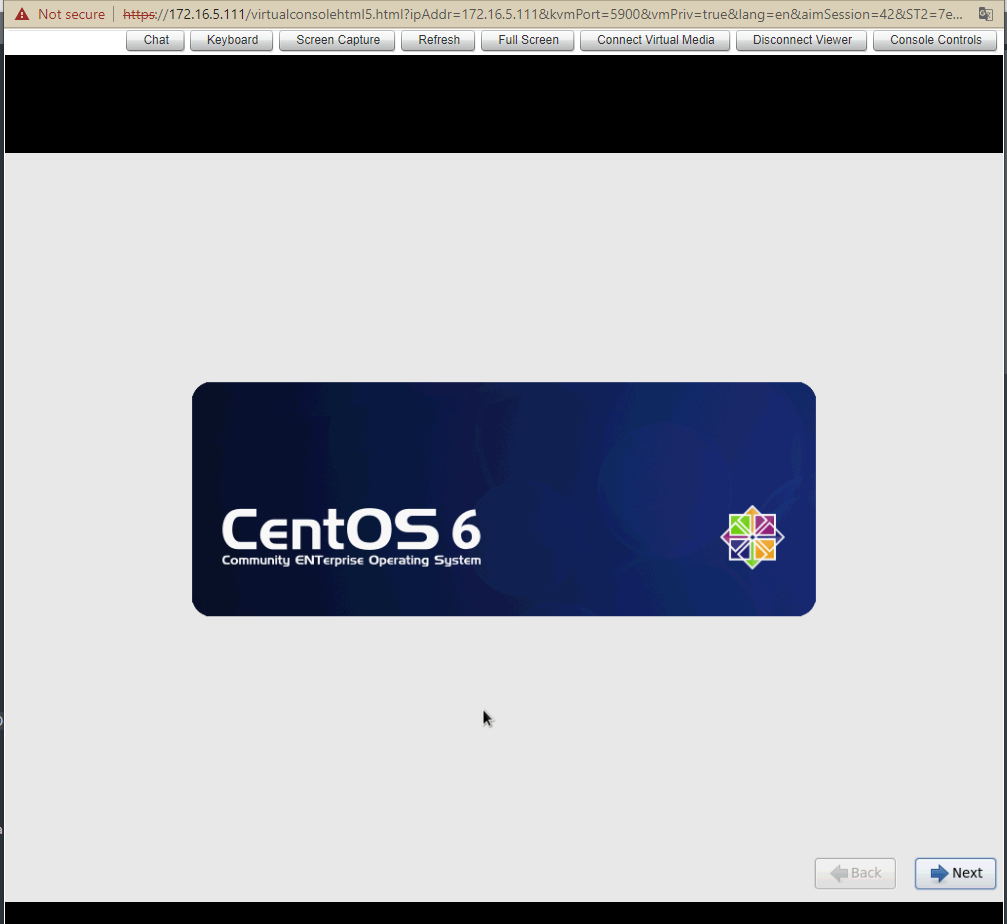 Not secure https://172.16.5.111/virtualconsolehtml5.html?ipAddr=172.16.5.111&kvmPort=5900&vmPriv=true&lang=en&aimSession=42&ST2=7e...
Chat Keyboard Screen Capture Refresh Full Screen Connect Virtual Media Disconnect Viewer Console Controls
CentOS 6
Community ENTerprise Operating System
Back Next